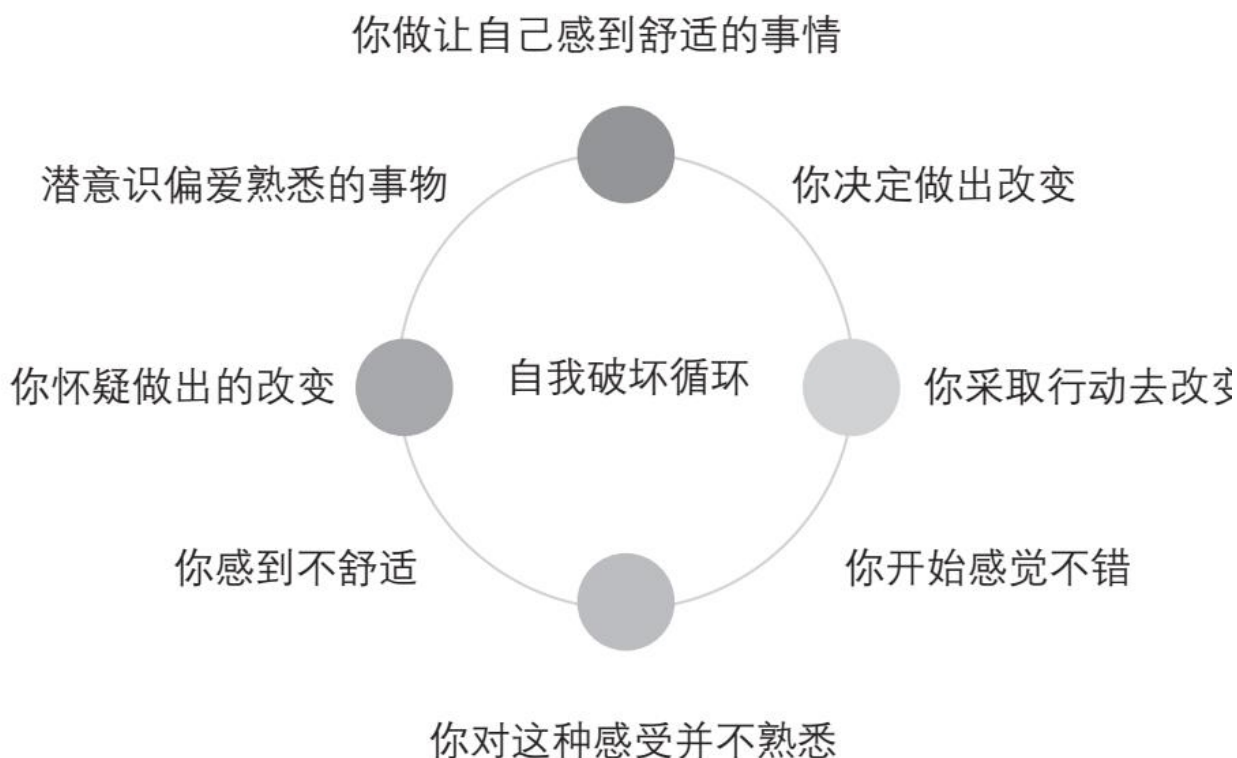 你做让自己感到舒适的事情
潜意识偏爱熟悉的事物
你决定做出改变
你怀疑做出的改变
自我破坏循环
你采取行动去改变
你感到不舒适
你开始感觉不错
你对这种感受并不熟悉